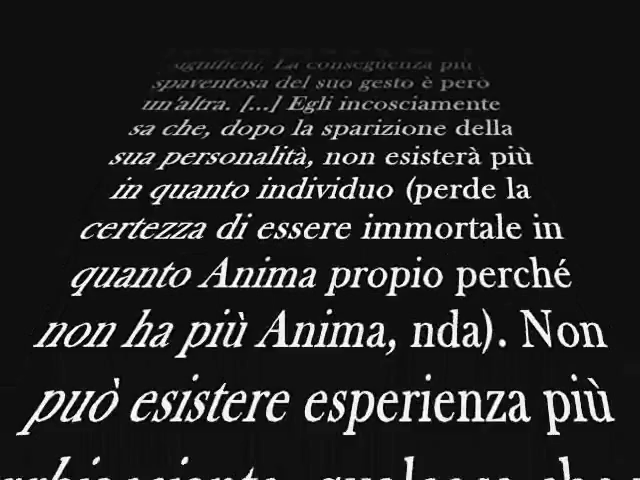 significhi. La conseguenza più
spaventosa del suo gesto è però
un'altra. [...] Egli incosciamente
sa che, dopo la sparizione della
sua personalità, non esisterà più
in quanto individuo (perde la
certezza di essere immortale in
quanto Anima propio perché
non ha più Anima, nda). Non
può esistere esperienza più